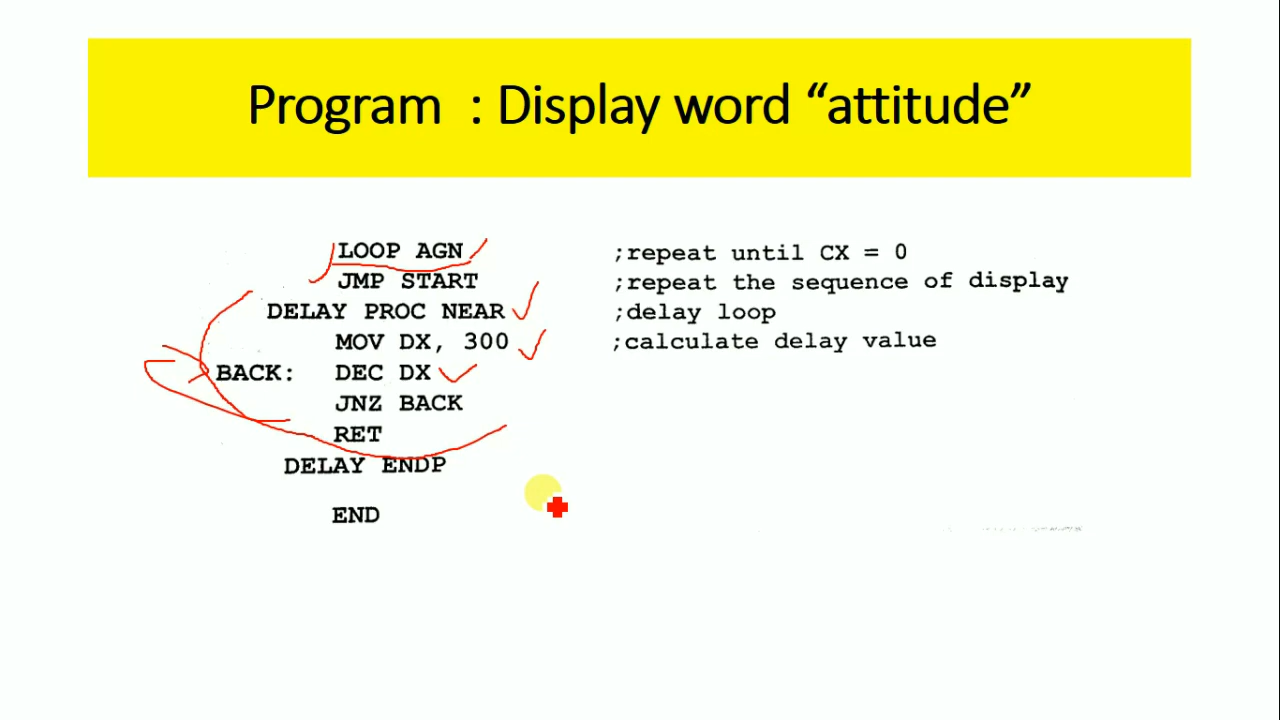 Program : Display word “attitude”
LOOP AGN ;repeat until CX = 0
JMP START ;repeat the sequence of display
DELAY PROC NEAR ;delay loop
MOV DX, 300 ;calculate delay value
BACK: DEC DX
JNZ BACK
RET
DELAY ENDP
END